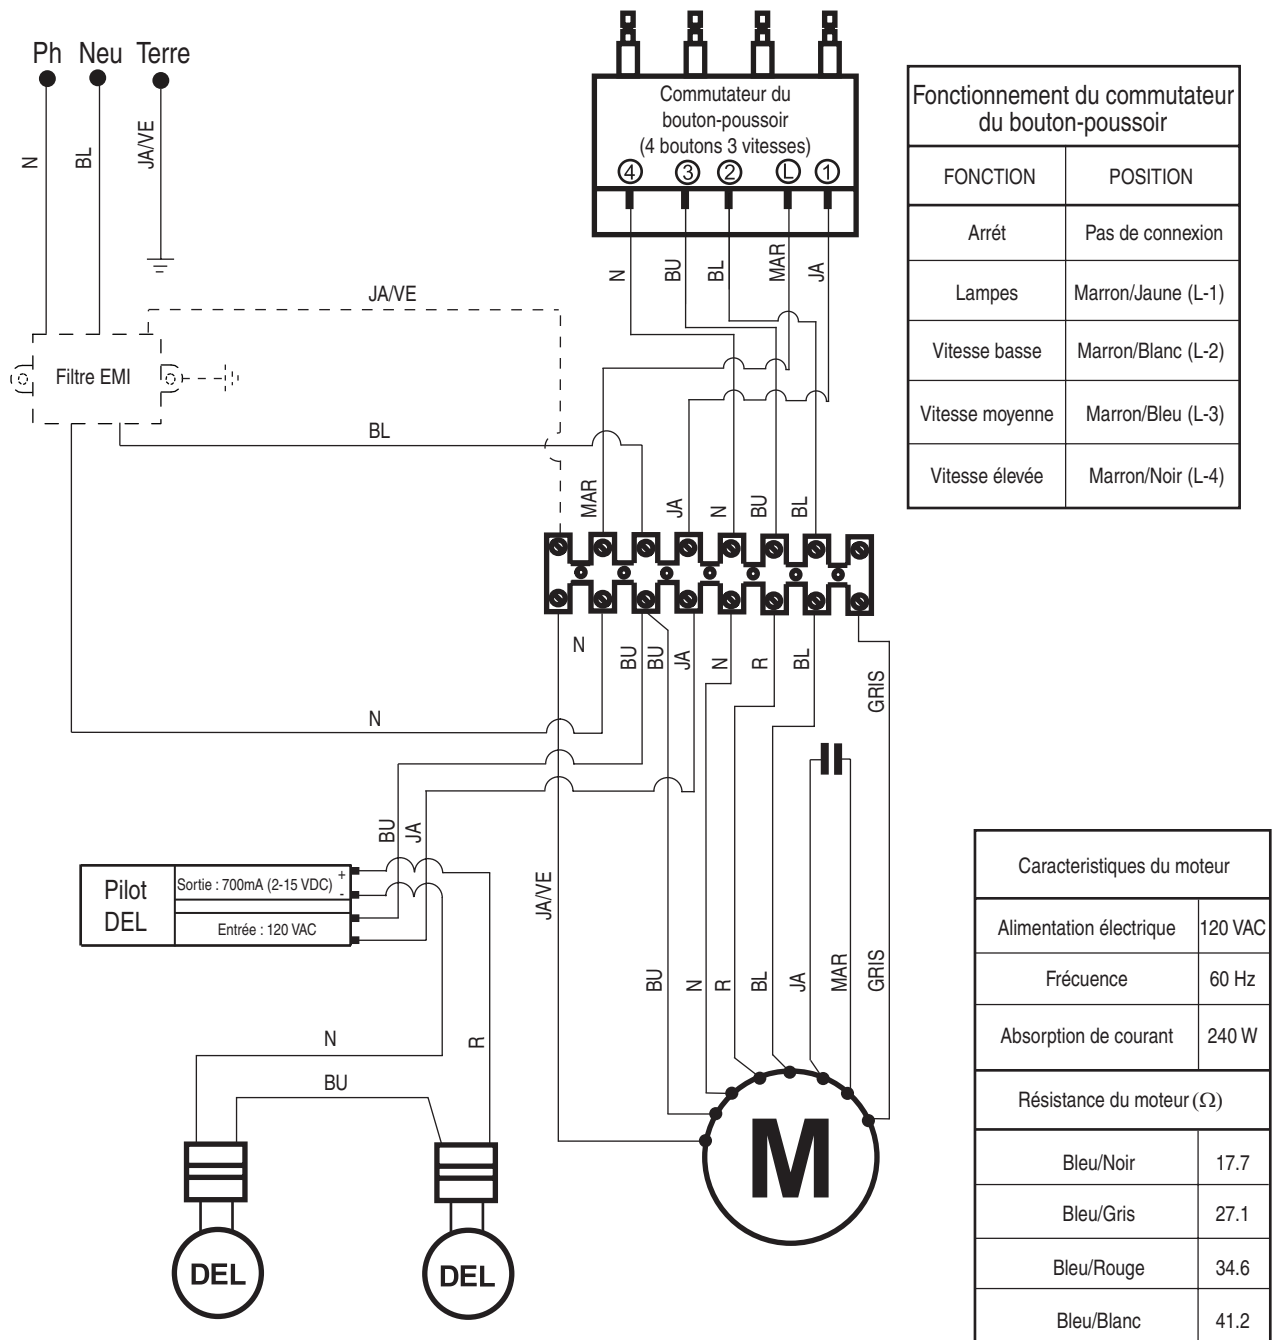 Ph Neu Terre
N
BL
JA/VE
Commutateur du
bouton-poussoir
(4 boutons 3 vitesses)
4 3 2 L 1
N
BU
BL
MAR
JA
Fonctionnement du commutateur
du bouton-poussoir
FONCTION POSITION
Arrét Pas de connexion
Lampes Marron/Jaune (L-1)
Vitesse basse Marron/Blanc (L-2)
Vitesse moyenne Marron/Bleu (L-3)
Vitesse élevée Marron/Noir (L-4)
JA/VE
Filtre EMI
BL
MAR
JA
N
BU
BL
N
BU
BU
JA
N
R
BL
GRIS
N
BU
JA
Pilot
DEL
Sortie : 700mA (2-15 VDC)
+
-
Entrée : 120 VAC
JA/VE
BU
N
R
BL
JA
MAR
GRIS
N
R
BU
M
DEL
DEL
Caracteristiques du moteur
Alimentation électrique 120 VAC
Frécuence 60 Hz
Absorption de courant 240 W
Résistance du moteur (Ω)
Bleu/Noir 17.7
Bleu/Gris 27.1
Bleu/Rouge 34.6
Bleu/Blanc 41.2